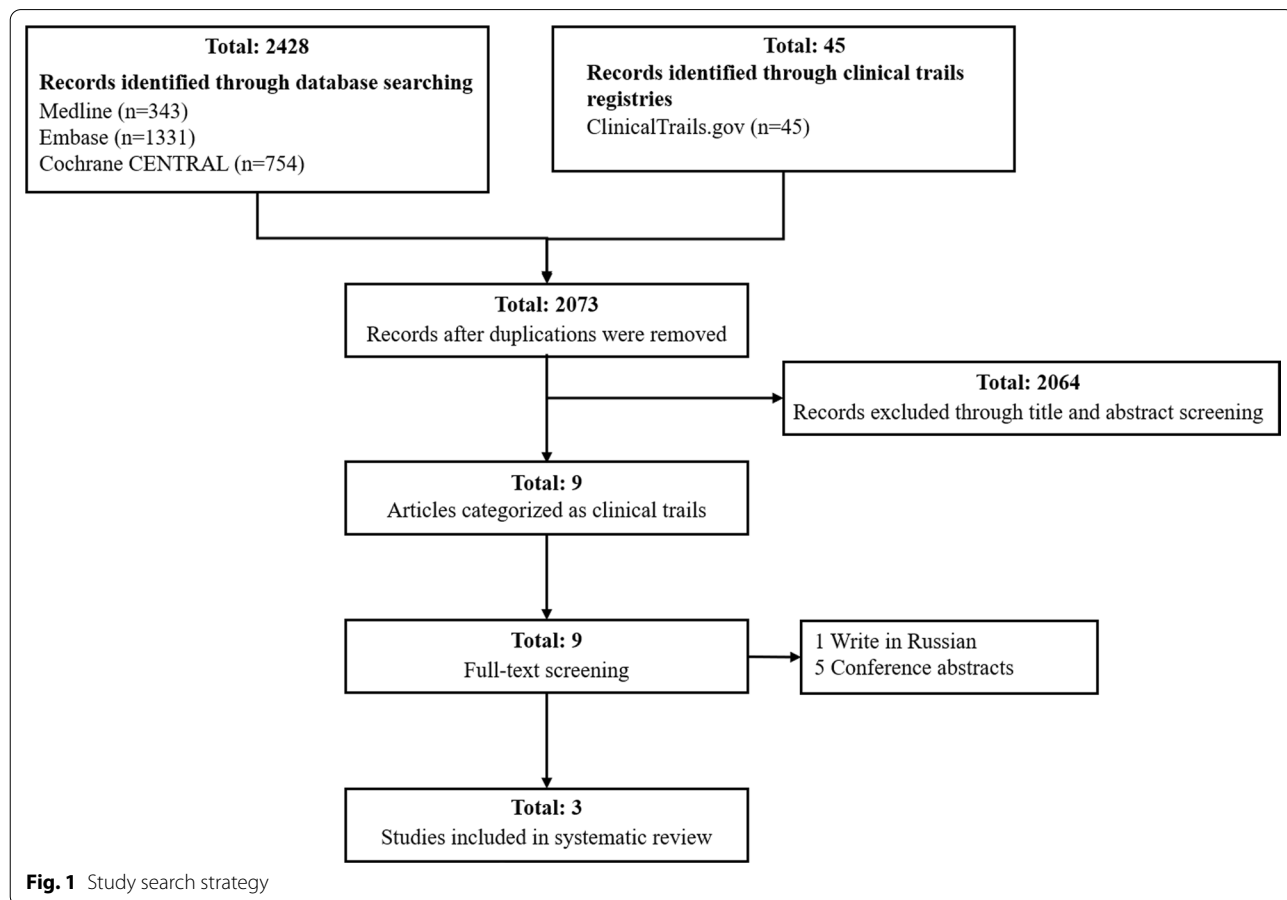 Total: 2428
Records identified through database searching
Medline (n=343)
Embase (n=1331)
Cochrane CENTRAL (n=754)
Total: 45
Records identified through clinical trails
registries
ClinicalTrails.gov (n=45)
Total: 2073
Records after duplications were removed
Total: 2064
Records excluded through title and abstract screening
Total: 9
Articles categorized as clinical trails
Total: 9
Full-text screening
1 Write in Russian
5 Conference abstracts
Total: 3
Studies included in systematic review
Fig. 1 Study search strategy